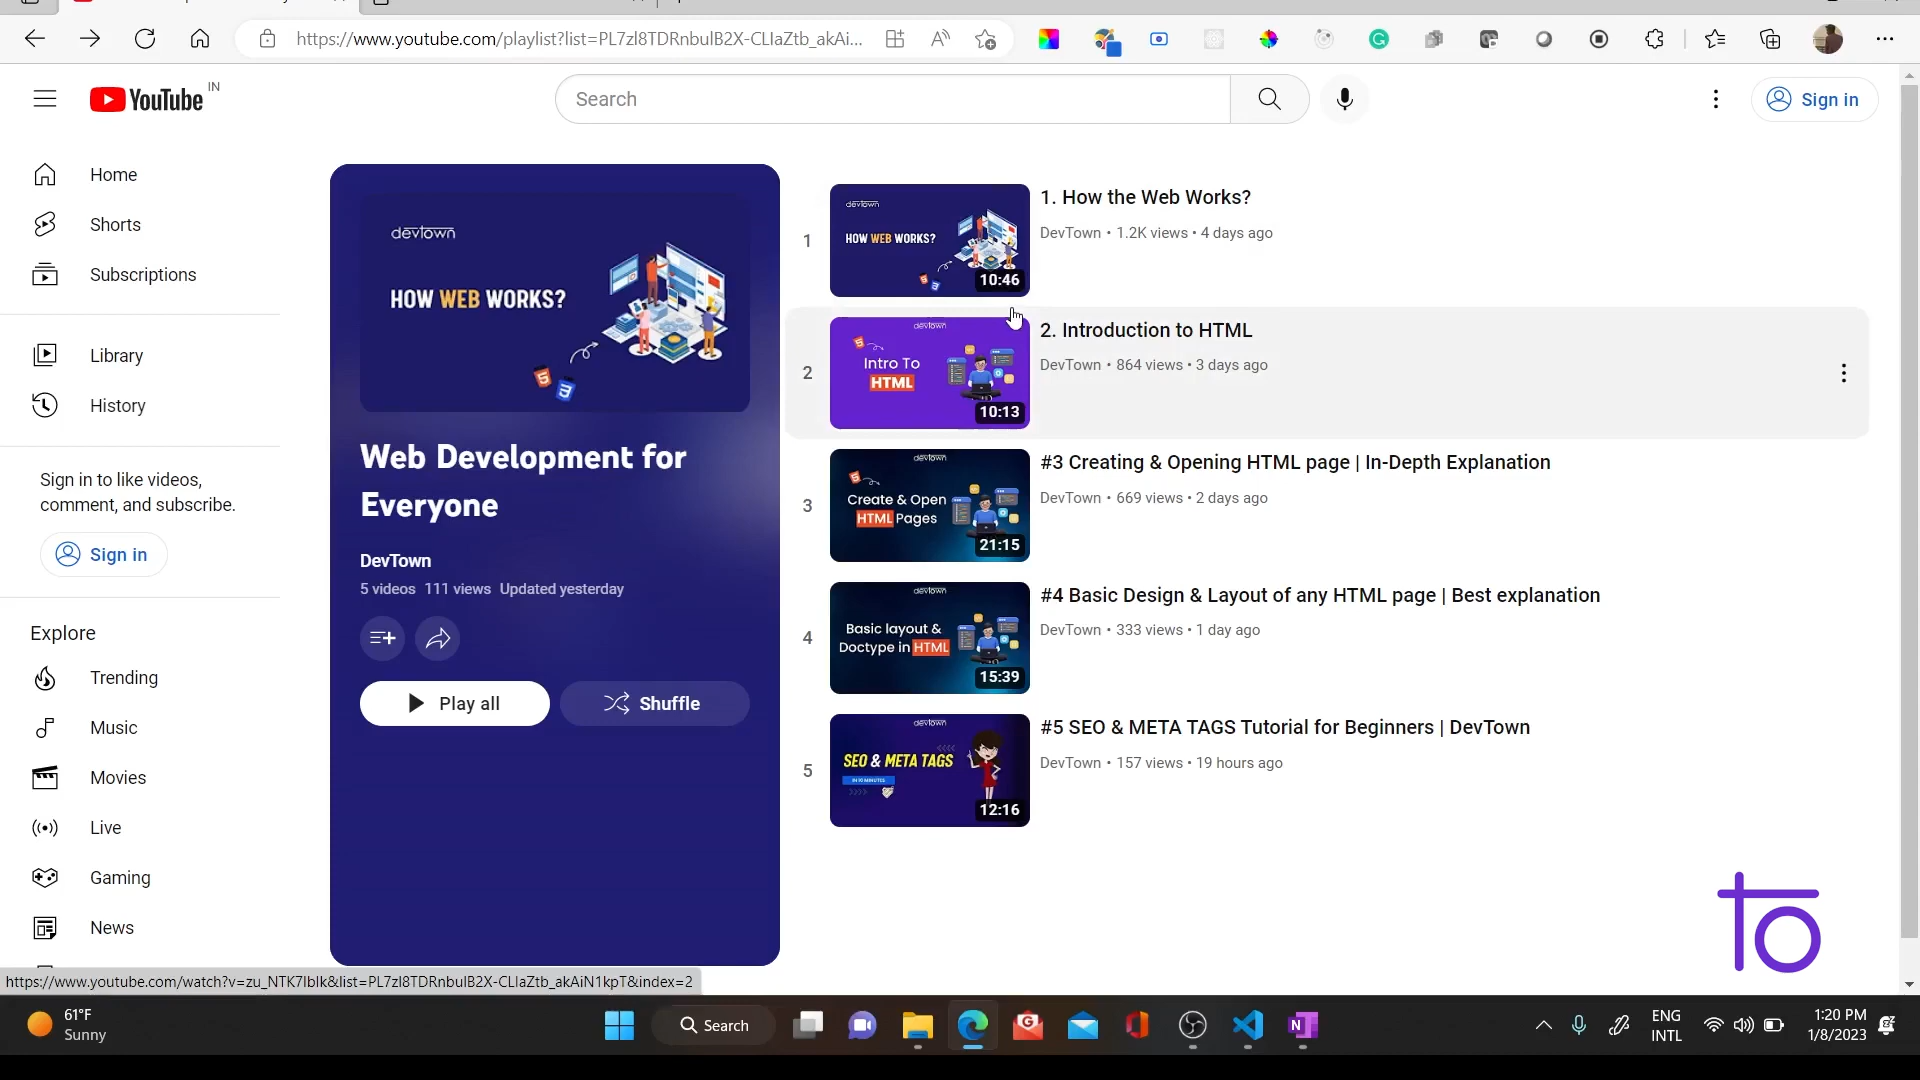 https://www.youtube.com/playlist?list=PL7zl8TDRnbulB2X-CLIaZtb_akAi...
YouTube IN
Search
Sign in
Home
Shorts
Subscriptions
Library
History
Sign in to like videos,
comment, and subscribe.
Sign in
Explore
Trending
Music
Movies
Live
Gaming
News
devtown
HOW WEB WORKS?
Web Development for
Everyone
DevTown
5 videos 111 views Updated yesterday
Play all
Shuffle
1
devtown
HOW WEB WORKS?
10:46
1. How the Web Works?
DevTown • 1.2K views • 4 days ago
2
devtown
Intro To
HTML
10:13
2. Introduction to HTML
DevTown • 864 views • 3 days ago
3
devtown
Create & Open
HTML Pages
21:15
#3 Creating & Opening HTML page | In-Depth Explanation
DevTown • 669 views • 2 days ago
4
devtown
Basic layout &
Doctype in HTML
15:39
#4 Basic Design & Layout of any HTML page | Best explanation
DevTown • 333 views • 1 day ago
5
devtown
SEO & META TAGS
IN 10 MINUTES
12:16
#5 SEO & META TAGS Tutorial for Beginners | DevTown
DevTown • 157 views • 19 hours ago
https://www.youtube.com/watch?v=zu_NTK7Iblk&list=PL7zl8TDRnbulB2X-CLIaZtb_akAiN1kpT&index=2
61°F
Sunny
Search
ENG
INTL
1:20 PM
1/8/2023